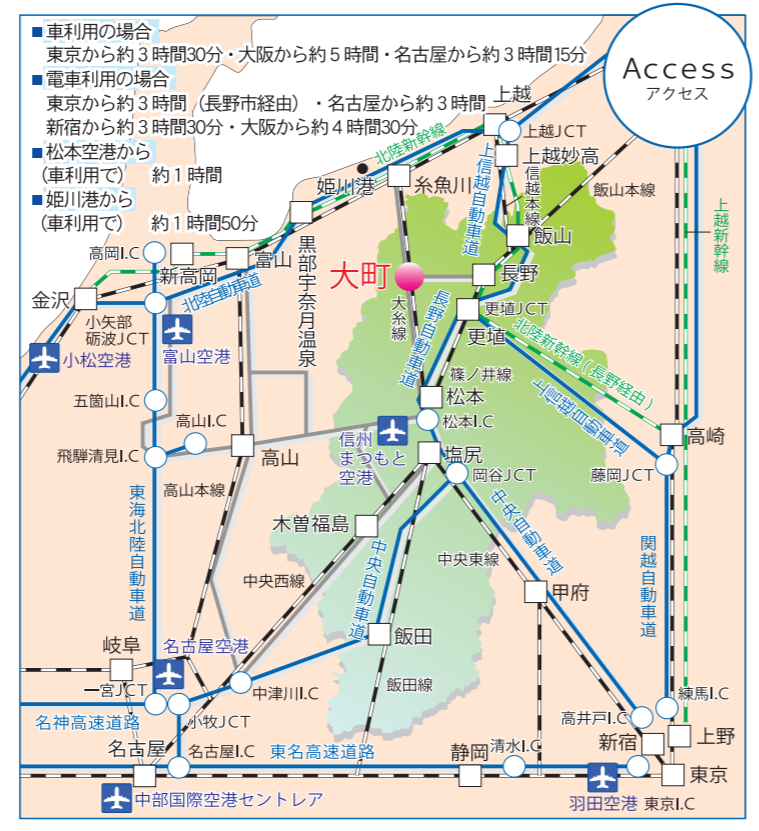 ■車利用の場合
東京から約3時間30分・大阪から約5時間・名古屋から約3時間15分
■電車利用の場合
東京から約3時間（長野市経由）・名古屋から約3時間
新宿から約3時間30分・大阪から約4時間30分
■松本空港から
（車利用で） 約1時間
■姫川港から
（車利用で） 約1時間50分
Access
アクセス
上越
上越JCT
北陸新幹線
上越妙高
姫川港
糸魚川
上信越自動車道
信越本線
飯山本線
飯山
上越新幹線
高岡I.C
新高岡
富山
黒部宇奈月温泉
大町
長野
金沢
北陸自動車道
小矢部
砺波JCT
富山空港
小松空港
大糸線
長野自動車道
更埴JCT
更埴
北陸新幹線（長野経由）
上信越自動車道
篠ノ井線
松本
松本I.C
五箇山I.C
高山I.C
飛騨清見I.C
高山
高山本線
信州
まつもと
空港
塩尻
岡谷JCT
高崎
藤岡JCT
東海北陸自動車道
木曽福島
中央自動車道
中央自動車道
中央東線
関越自動車道
中央西線
甲府
飯田
飯田線
岐阜
名古屋空港
一宮JCT
中津川I.C
名神高速道路
小牧JCT
練馬I.C
高井戸I.C
新宿
上野
名古屋
名古屋I.C
東名高速道路
静岡
清水I.C
東京
中部国際空港セントレア
羽田空港
東京I.C